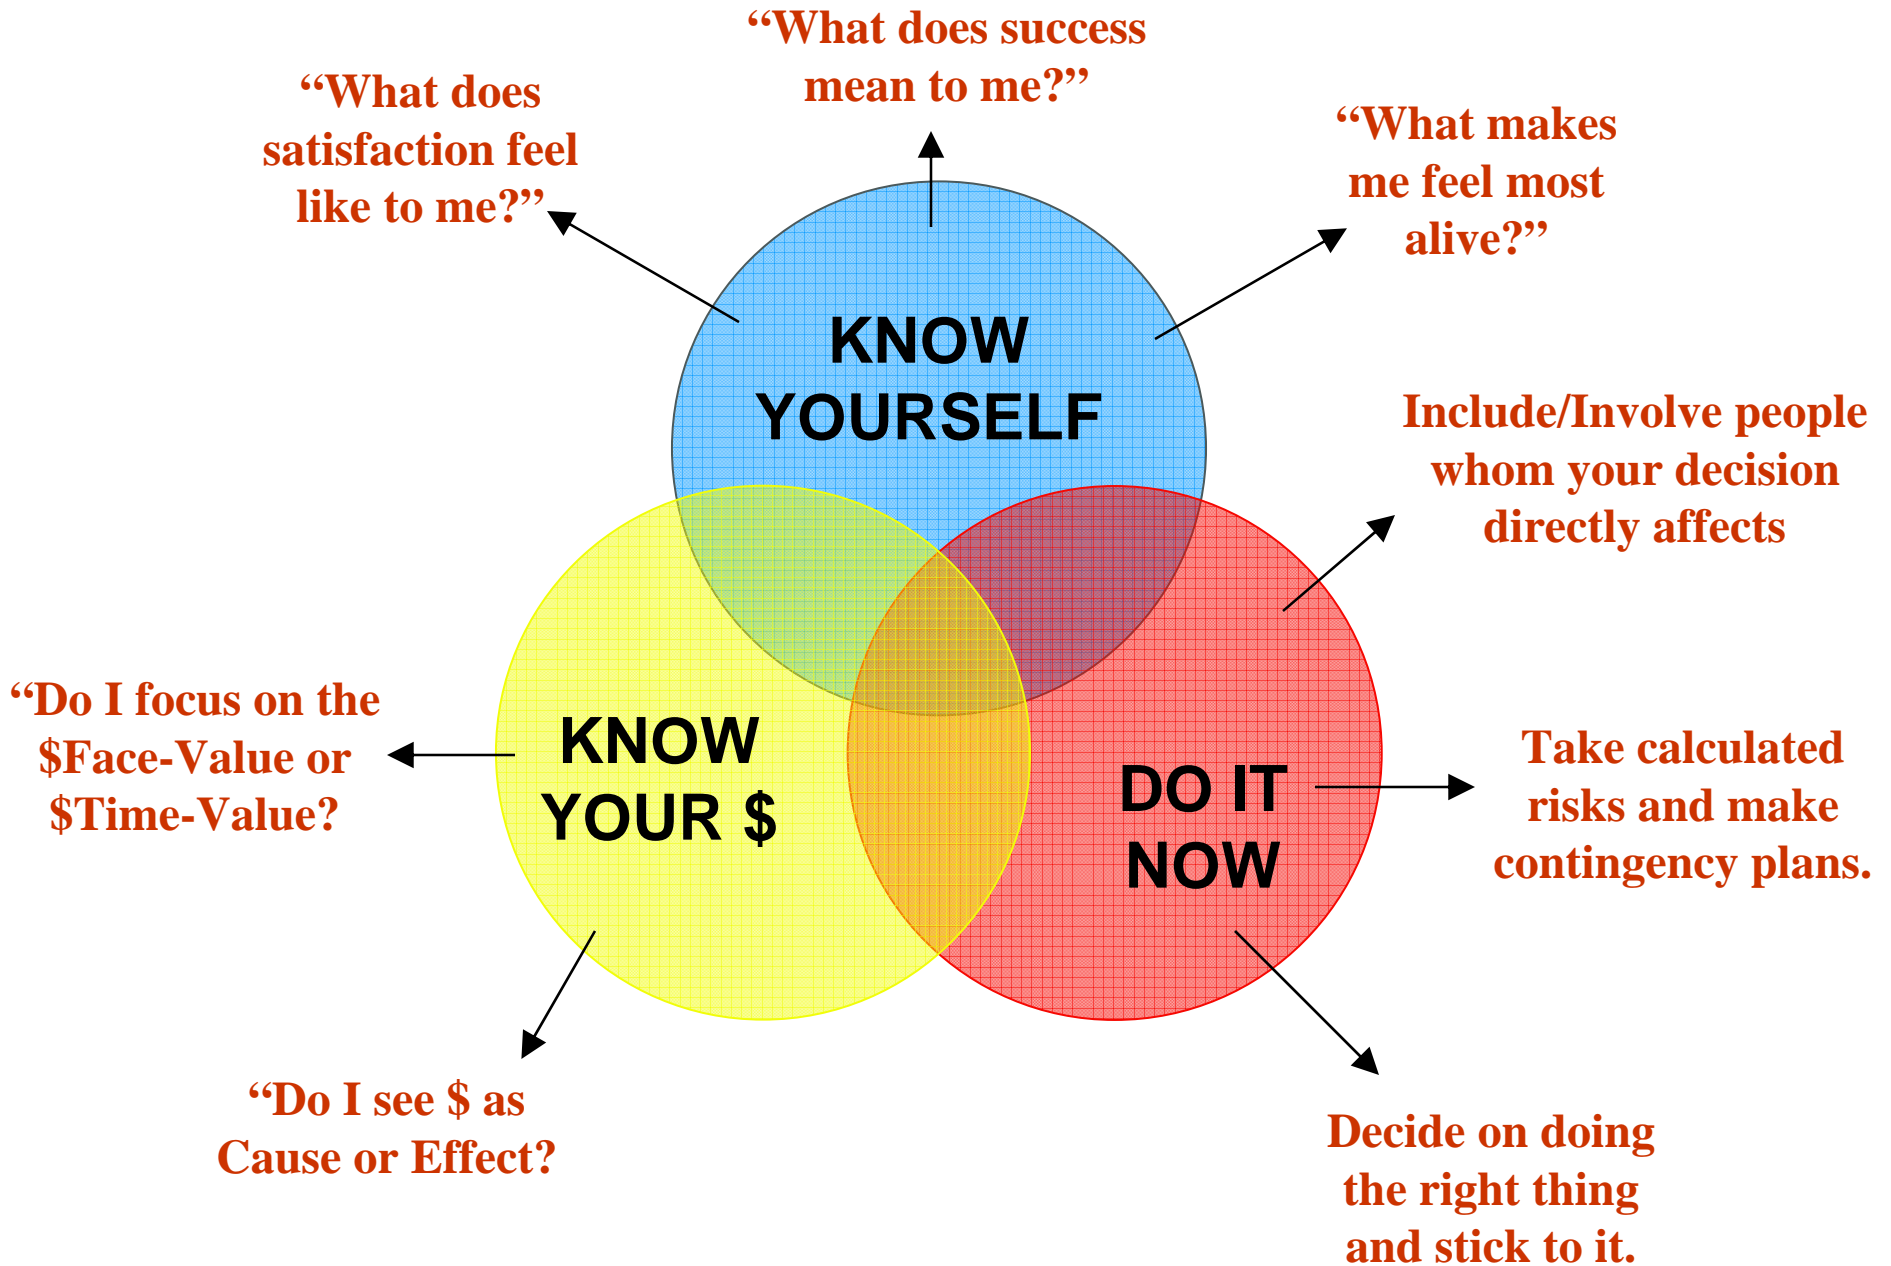 “What does success
mean to me?”
“What does
satisfaction feel
like to me?”
“What makes
me feel most
alive?”
KNOW
YOURSELF
Include/Involve people
whom your decision
directly affects
“Do I focus on the
$Face-Value or
$Time-Value?
KNOW
YOUR $
DO IT
NOW
Take calculated
risks and make
contingency plans.
“Do I see $ as
Cause or Effect?
Decide on doing
the right thing
and stick to it.